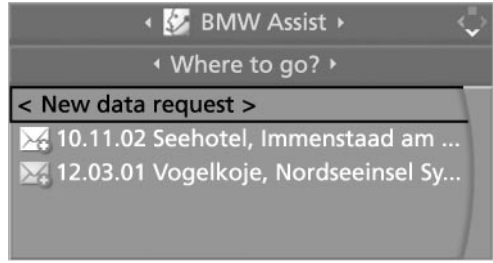 BMW Assist
Where to go?
< New data request >
10.11.02 Seehotel, Immenstaad am ...
12.03.01 Vogelkoje, Nordseeinsel Sy...